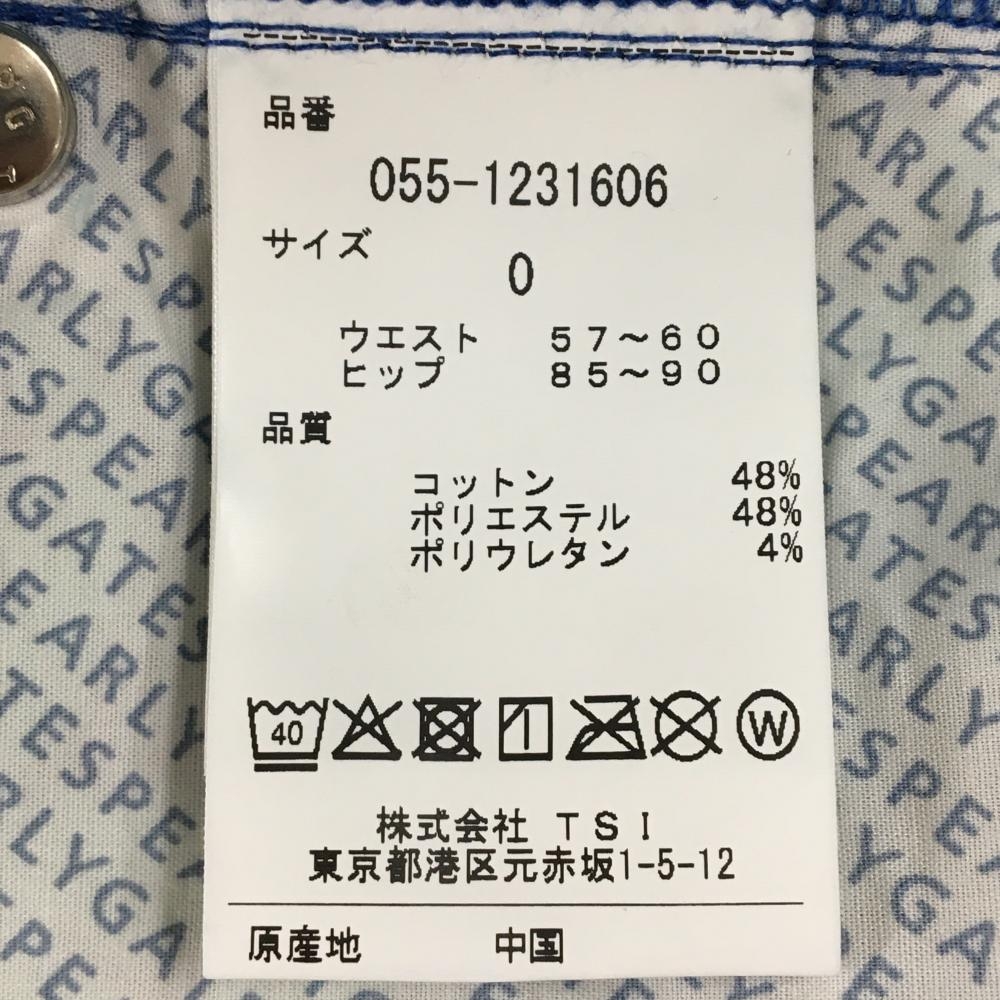 品番
055-1231606
サイズ
0
ウエスト 57～60
ヒップ 85～90
品質
コットン 48%
ポリエステル 48%
ポリウレタン 4%
40
W
株式会社 TSI
東京都港区元赤坂1-5-12
原産地 中国
PEARLYGATES